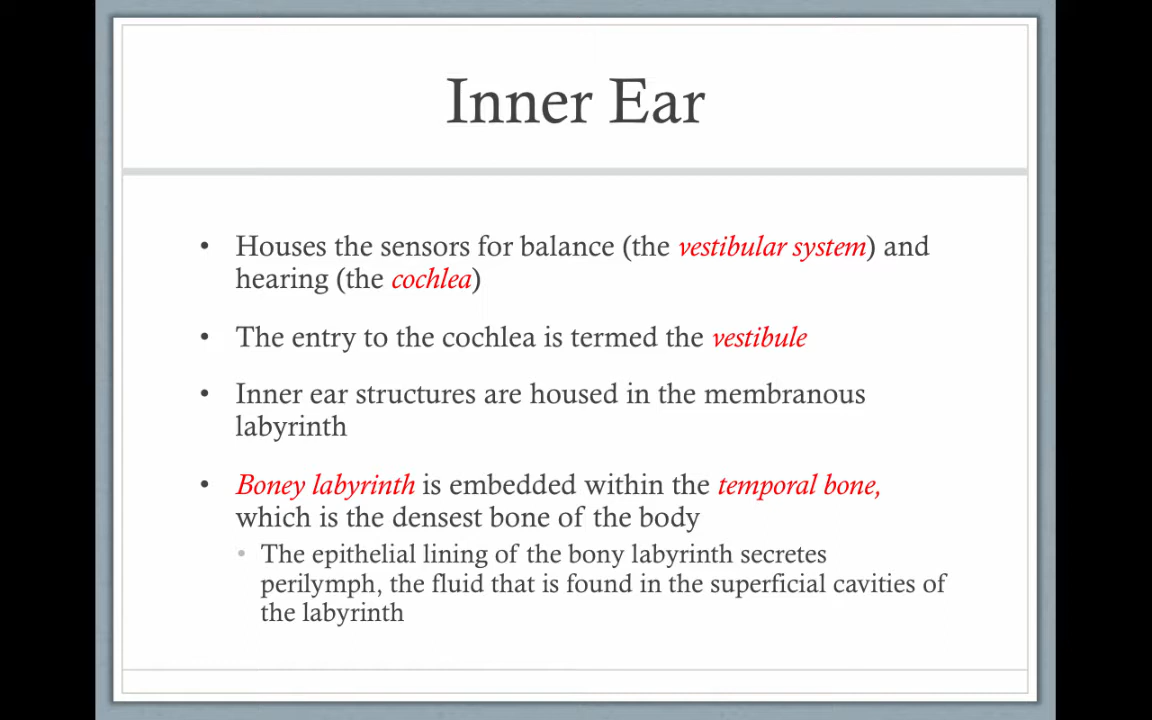 Inner Ear
• Houses the sensors for balance (the vestibular system) and
hearing (the cochlea)
• The entry to the cochlea is termed the vestibule
• Inner ear structures are housed in the membranous
labyrinth
• Boney labyrinth is embedded within the temporal bone,
which is the densest bone of the body
• The epithelial lining of the bony labyrinth secretes
perilymph, the fluid that is found in the superficial cavities of
the labyrinth